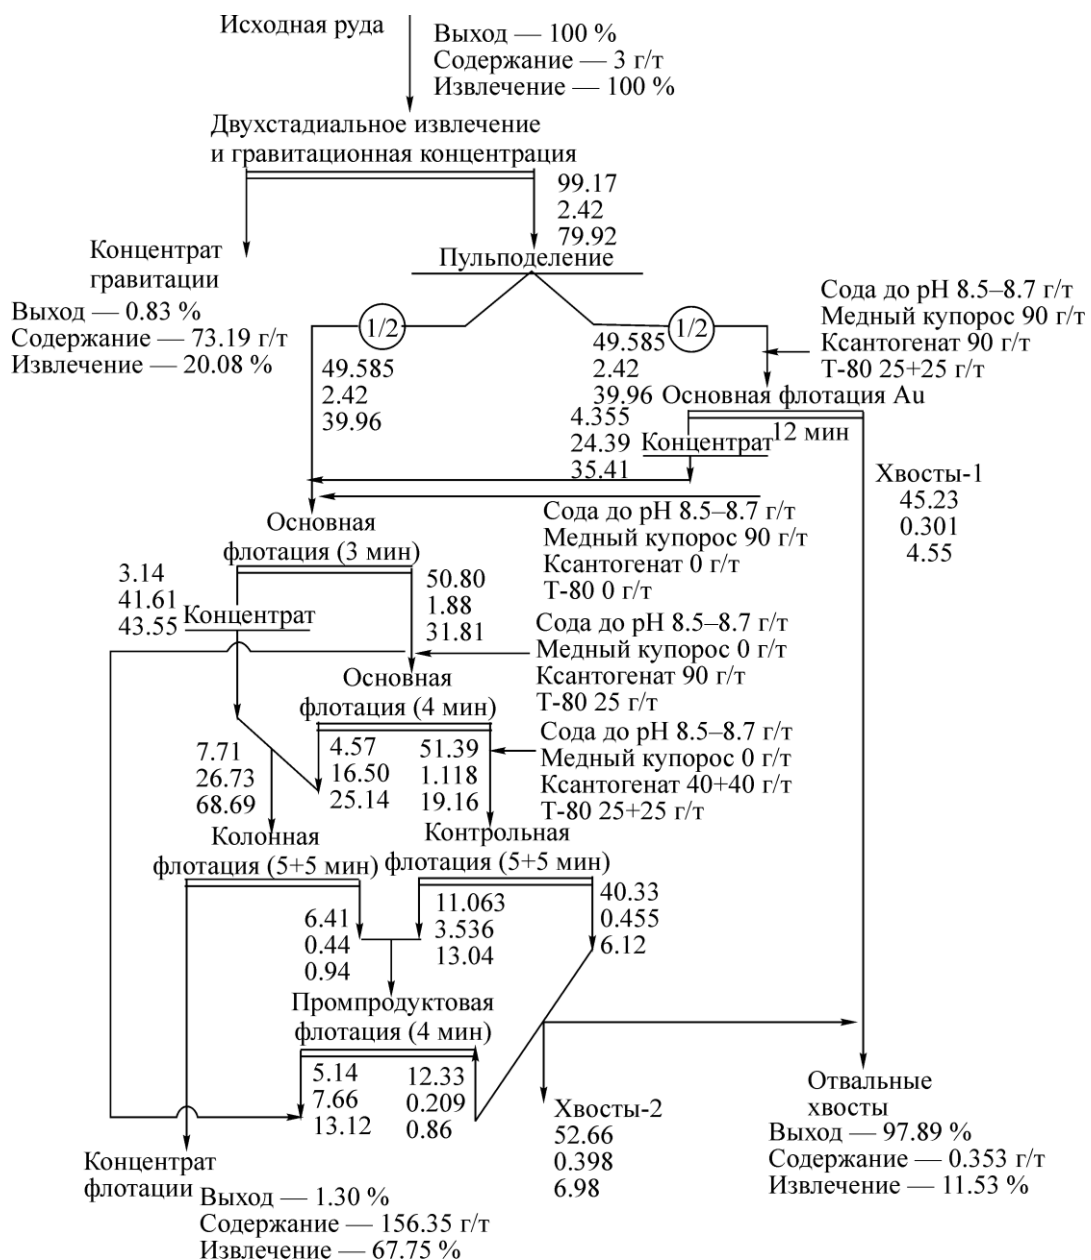 Исходная руда
Выход — 100 %
Содержание — 3 г/т
Извлечение — 100 %
Двухстадиальное извлечение
и гравитационная концентрация
99.17
2.42
79.92
Концентрат
гравитации
Выход — 0.83 %
Содержание — 73.19 г/т
Извлечение — 20.08 %
Пульподеление
1/2
1/2
49.585
2.42
39.96
49.585
2.42
39.96
Сода до pH 8.5–8.7 г/т
Медный купорос 90 г/т
Ксантогенат 90 г/т
Т-80 25+25 г/т
Основная флотация Au
12 мин
4.355
24.39
35.41
Концентрат
Хвосты-1
45.23
0.301
4.55
Основная
флотация (3 мин)
Сода до pH 8.5–8.7 г/т
Медный купорос 90 г/т
Ксантогенат 0 г/т
Т-80 0 г/т
3.14
41.61
43.55
Концентрат
50.80
1.88
31.81
Сода до pH 8.5–8.7 г/т
Медный купорос 0 г/т
Ксантогенат 90 г/т
Т-80 25 г/т
Основная
флотация (4 мин)
7.71
26.73
68.69
4.57
16.50
25.14
51.39
1.118
19.16
Сода до pH 8.5–8.7 г/т
Медный купорос 0 г/т
Ксантогенат 40+40 г/т
Т-80 25+25 г/т
Колонная
флотация (5+5 мин)
Контрольная
флотация (5+5 мин)
6.41
0.44
0.94
11.063
3.536
13.04
40.33
0.455
6.12
Промпродуктовая
флотация (4 мин)
5.14
7.66
13.12
12.33
0.209
0.86
Хвосты-2
52.66
0.398
6.98
Отвальные
хвосты
Выход — 97.89 %
Содержание — 0.353 г/т
Извлечение — 11.53 %
Концентрат
флотации
Выход — 1.30 %
Содержание — 156.35 г/т
Извлечение — 67.75 %